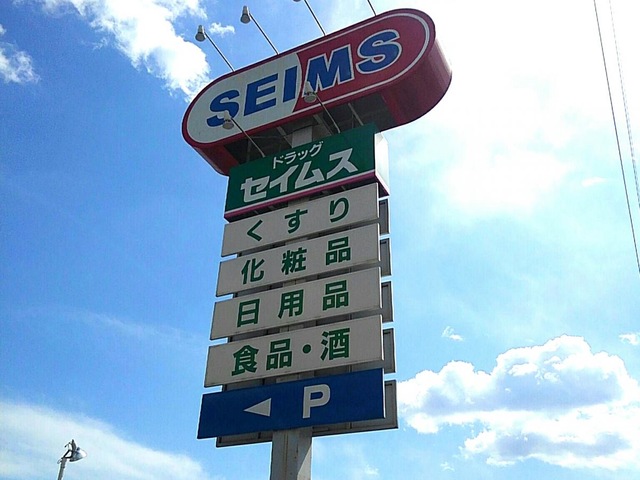 SEIMS
ドラッグ
セイムス
くすり
化粧品
日用品
食品・酒
P